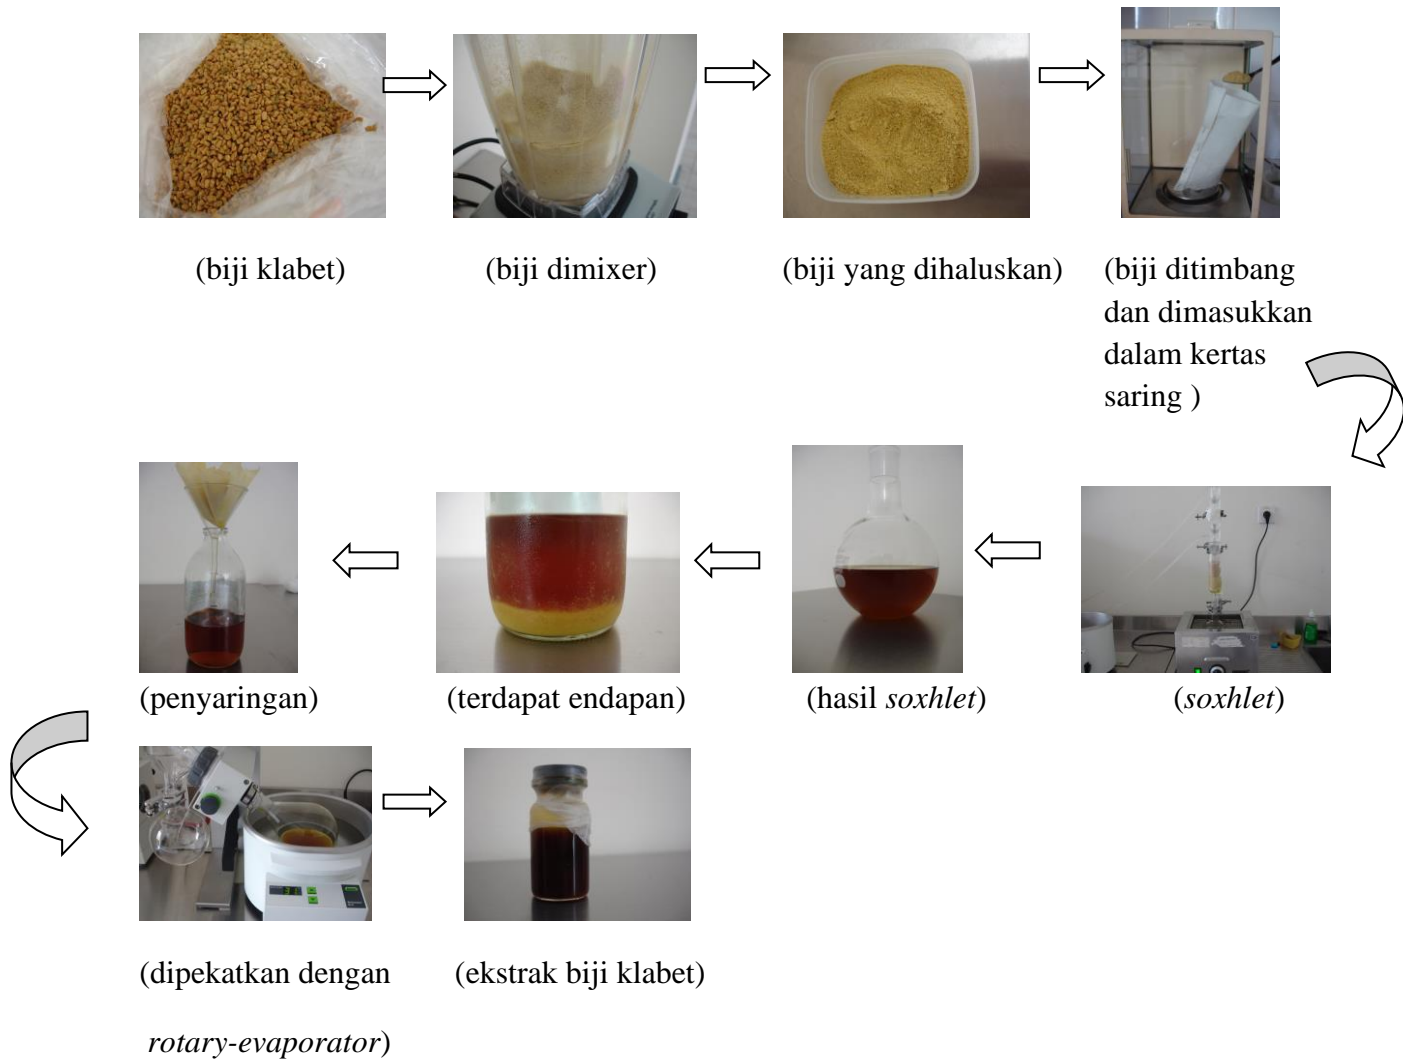 (biji klabet)
(biji dimixer)
(biji yang dihaluskan)
(biji ditimbang
dan dimasukkan
dalam kertas
saring )
(soxhlet)
(hasil soxhlet)
(terdapat endapan)
(penyaringan)
(dipekatkan dengan
rotary-evaporator)
(ekstrak biji klabet)